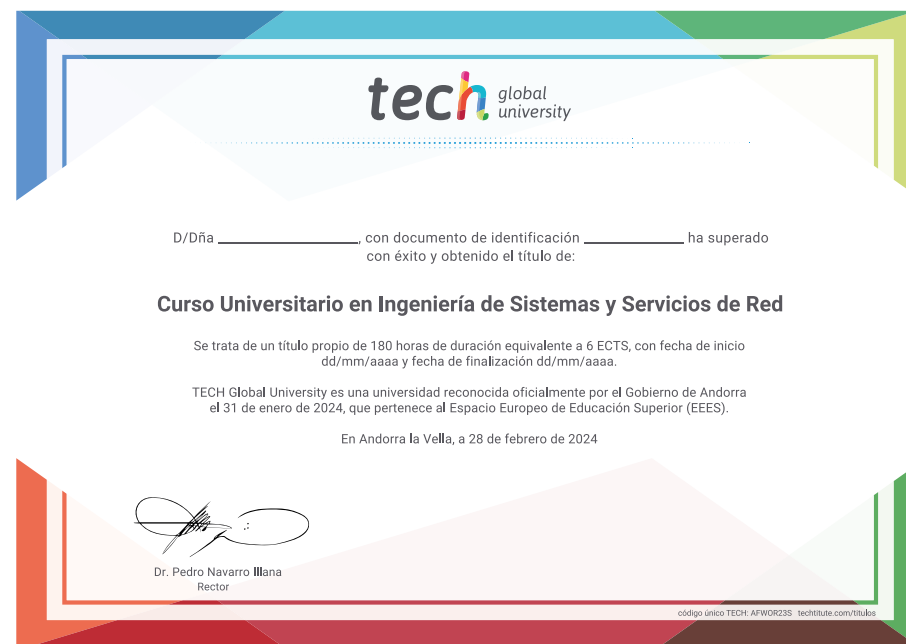 tech global university
D/Dña ______________, con documento de identificación __________ ha superado
con éxito y obtenido el título de:
Curso Universitario en Ingeniería de Sistemas y Servicios de Red
Se trata de un título propio de 180 horas de duración equivalente a 6 ECTS, con fecha de inicio
dd/mm/aaaa y fecha de finalización dd/mm/aaaa.
TECH Global University es una universidad reconocida oficialmente por el Gobierno de Andorra
el 31 de enero de 2024, que pertenece al Espacio Europeo de Educación Superior (EEES).
En Andorra la Vella, a 28 de febrero de 2024
Dr. Pedro Navarro Illana
Rector
código único TECH: AFWOR23S techtitute.com/titulos